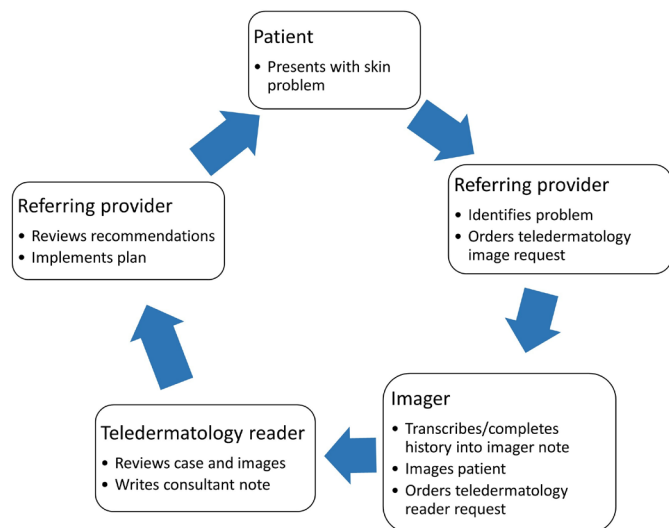 Patient
• Presents with skin
problem
Referring provider
• Identifies problem
• Orders teledermatology
image request
Imager
• Transcribes/completes
history into imager note
• Images patient
• Orders teledermatology
reader request
Teledermatology reader
• Reviews case and images
• Writes consultant note
Referring provider
• Reviews recommendations
• Implements plan